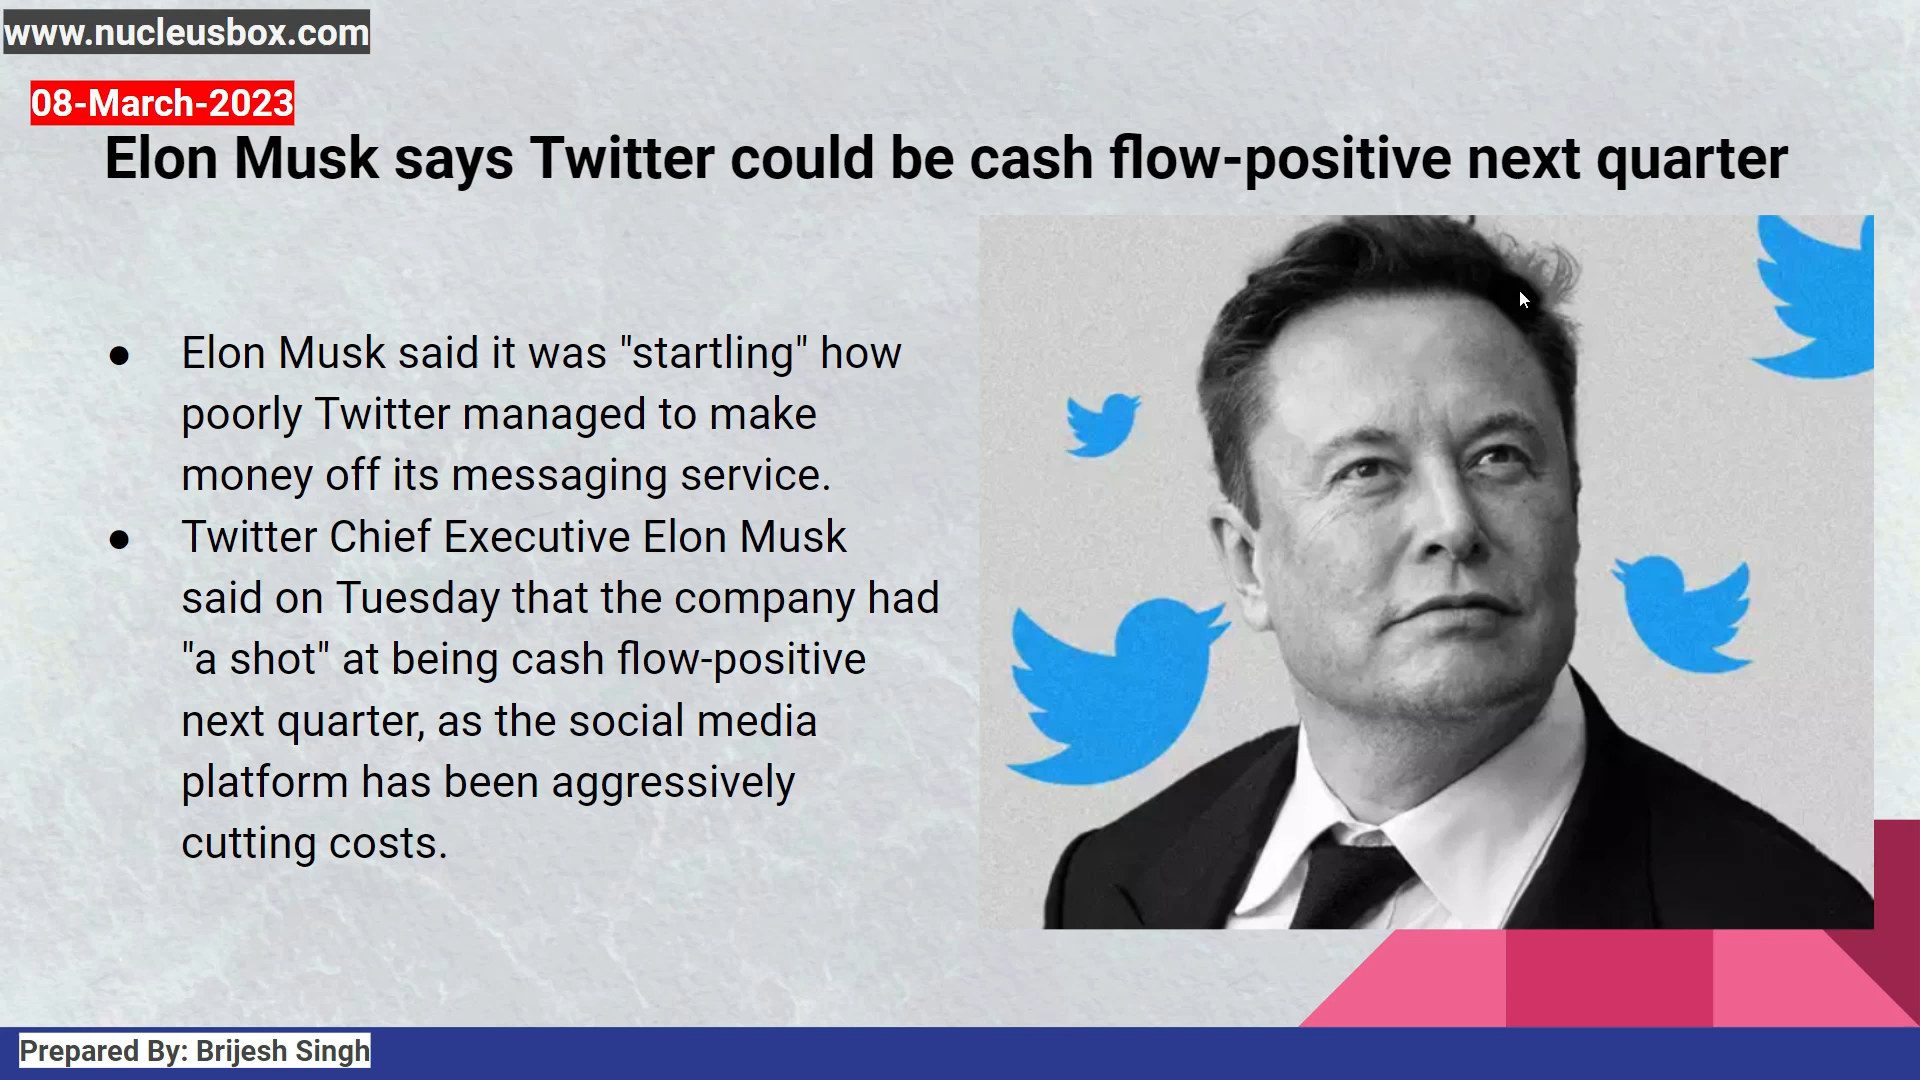 www.nucleusbox.com
08-March-2023
Elon Musk says Twitter could be cash flow-positive next quarter
● Elon Musk said it was "startling" how
poorly Twitter managed to make
money off its messaging service.
● Twitter Chief Executive Elon Musk
said on Tuesday that the company had
"a shot" at being cash flow-positive
next quarter, as the social media
platform has been aggressively
cutting costs.
Prepared By: Brijesh Singh